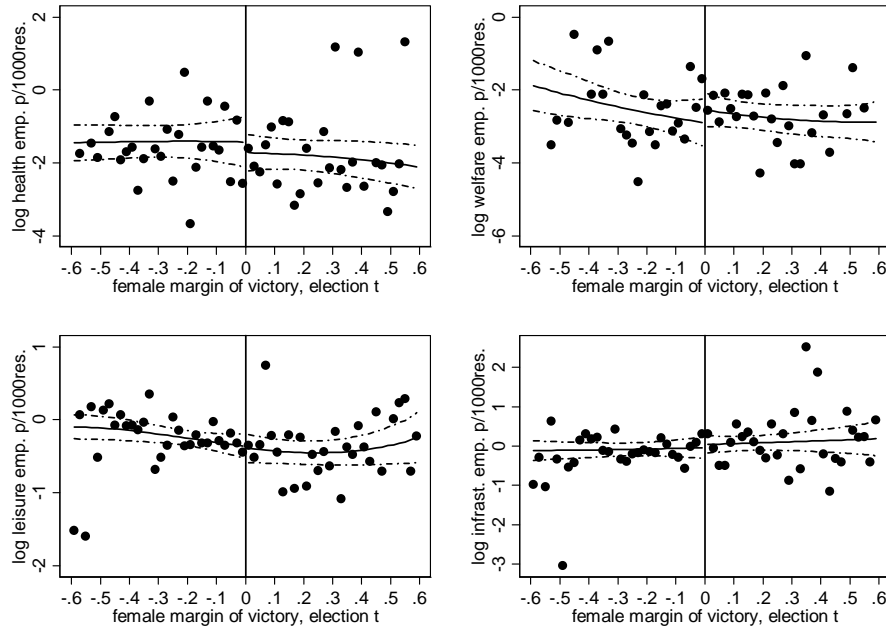 log health emp. p/1000res.
2
0
-2
-4
-.6 -.5 -.4 -.3 -.2 -.1 0 .1 .2 .3 .4 .5 .6
female margin of victory, election t
log welfare emp. p/1000res.
0
-2
-4
-6
-.6 -.5 -.4 -.3 -.2 -.1 0 .1 .2 .3 .4 .5 .6
female margin of victory, election t
log leisure emp. p/1000res.
1
0
-1
-2
-.6 -.5 -.4 -.3 -.2 -.1 0 .1 .2 .3 .4 .5 .6
female margin of victory, election t
log infrast. emp. p/1000res.
2
1
0
-1
-2
-3
-.6 -.5 -.4 -.3 -.2 -.1 0 .1 .2 .3 .4 .5 .6
female margin of victory, election t